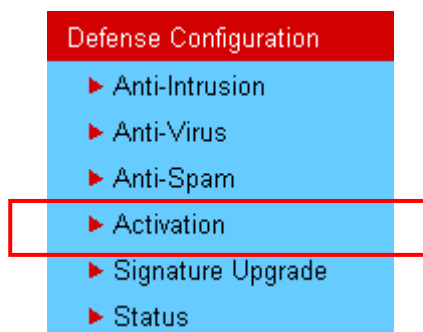 Defense Configuration
Anti-Intrusion
Anti-Virus
Anti-Spam
Activation
Signature Upgrade
Status